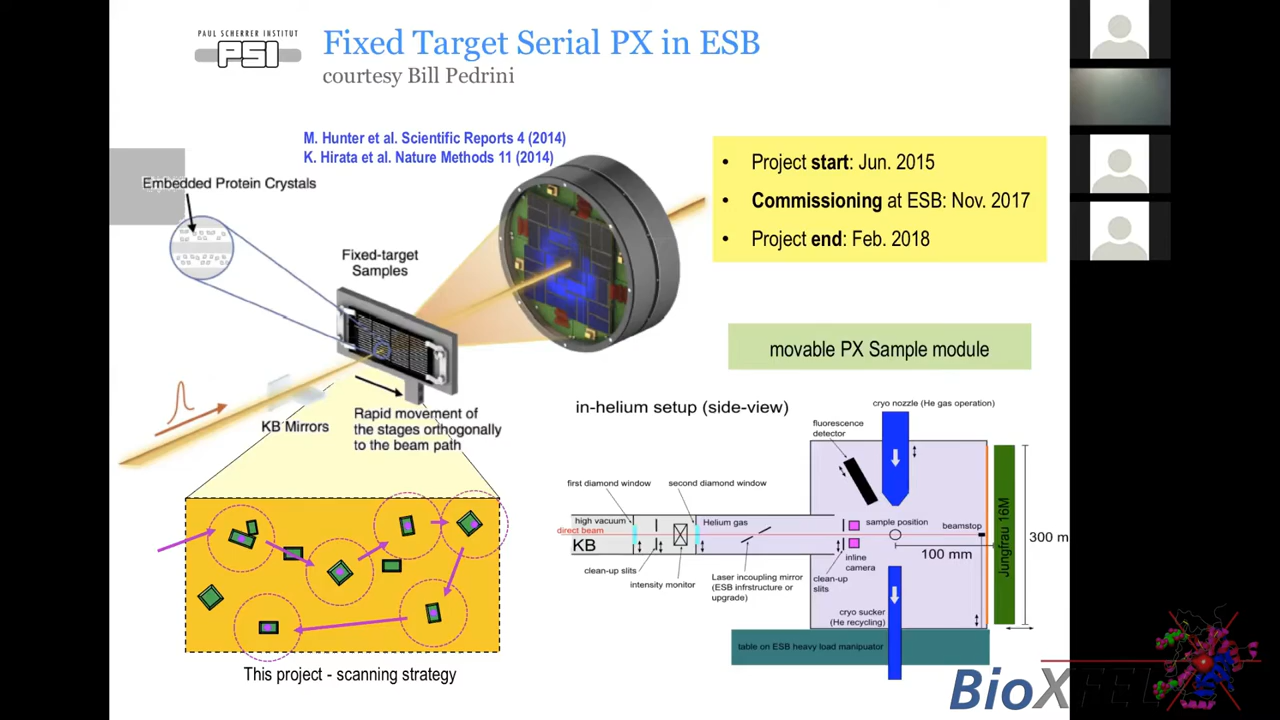 PAUL SCHERRER INSTITUT
PSI
Fixed Target Serial PX in ESB
courtesy Bill Pedrini
M. Hunter et al. Scientific Reports 4 (2014)
K. Hirata et al. Nature Methods 11 (2014)
• Project start: Jun. 2015
• Commissioning at ESB: Nov. 2017
• Project end: Feb. 2018
Embedded Protein Crystals
Fixed-target
Samples
KB Mirrors
Rapid movement of
the stages orthogonally
to the beam path
movable PX Sample module
in-helium setup (side-view)
cryo nozzle (He gas operation)
fluorescence
detector
first diamond window
second diamond window
high vacuum
direct beam
KB
Helium gas
sample position
beamstop
100 mm
300 m
Jungfrau 16M
clean-up slits
intensity monitor
Laser incoupling mirror
(ESB infrstructure or
upgrade)
clean-up
slits
inline
camera
cryo sucker
(He recycling)
table on ESB heavy load manipuator
This project - scanning strategy
BioXFEL